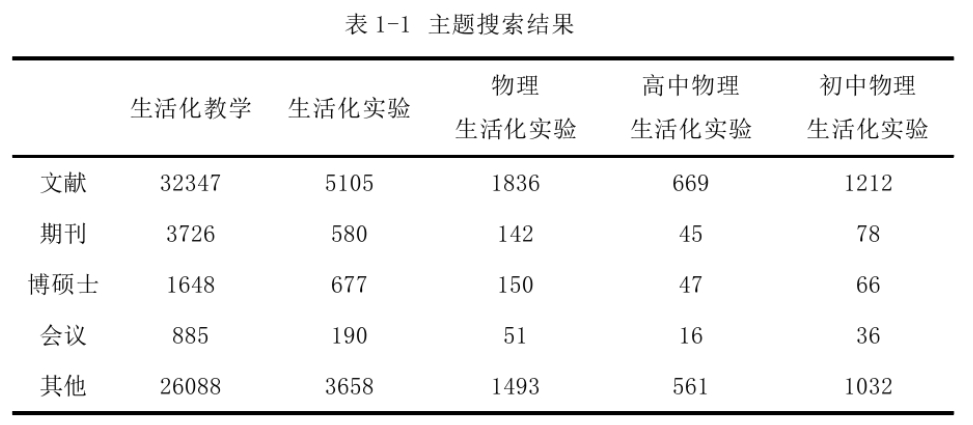 表1-1 主题搜索结果
生活化教学 生活化实验 物理 生活化实验 高中物理 生活化实验 初中物理 生活化实验
文献 32347 5105 1836 669 1212
期刊 3726 580 142 45 78
博硕士 1648 677 150 47 66
会议 885 190 51 16 36
其他 26088 3658 1493 561 1032